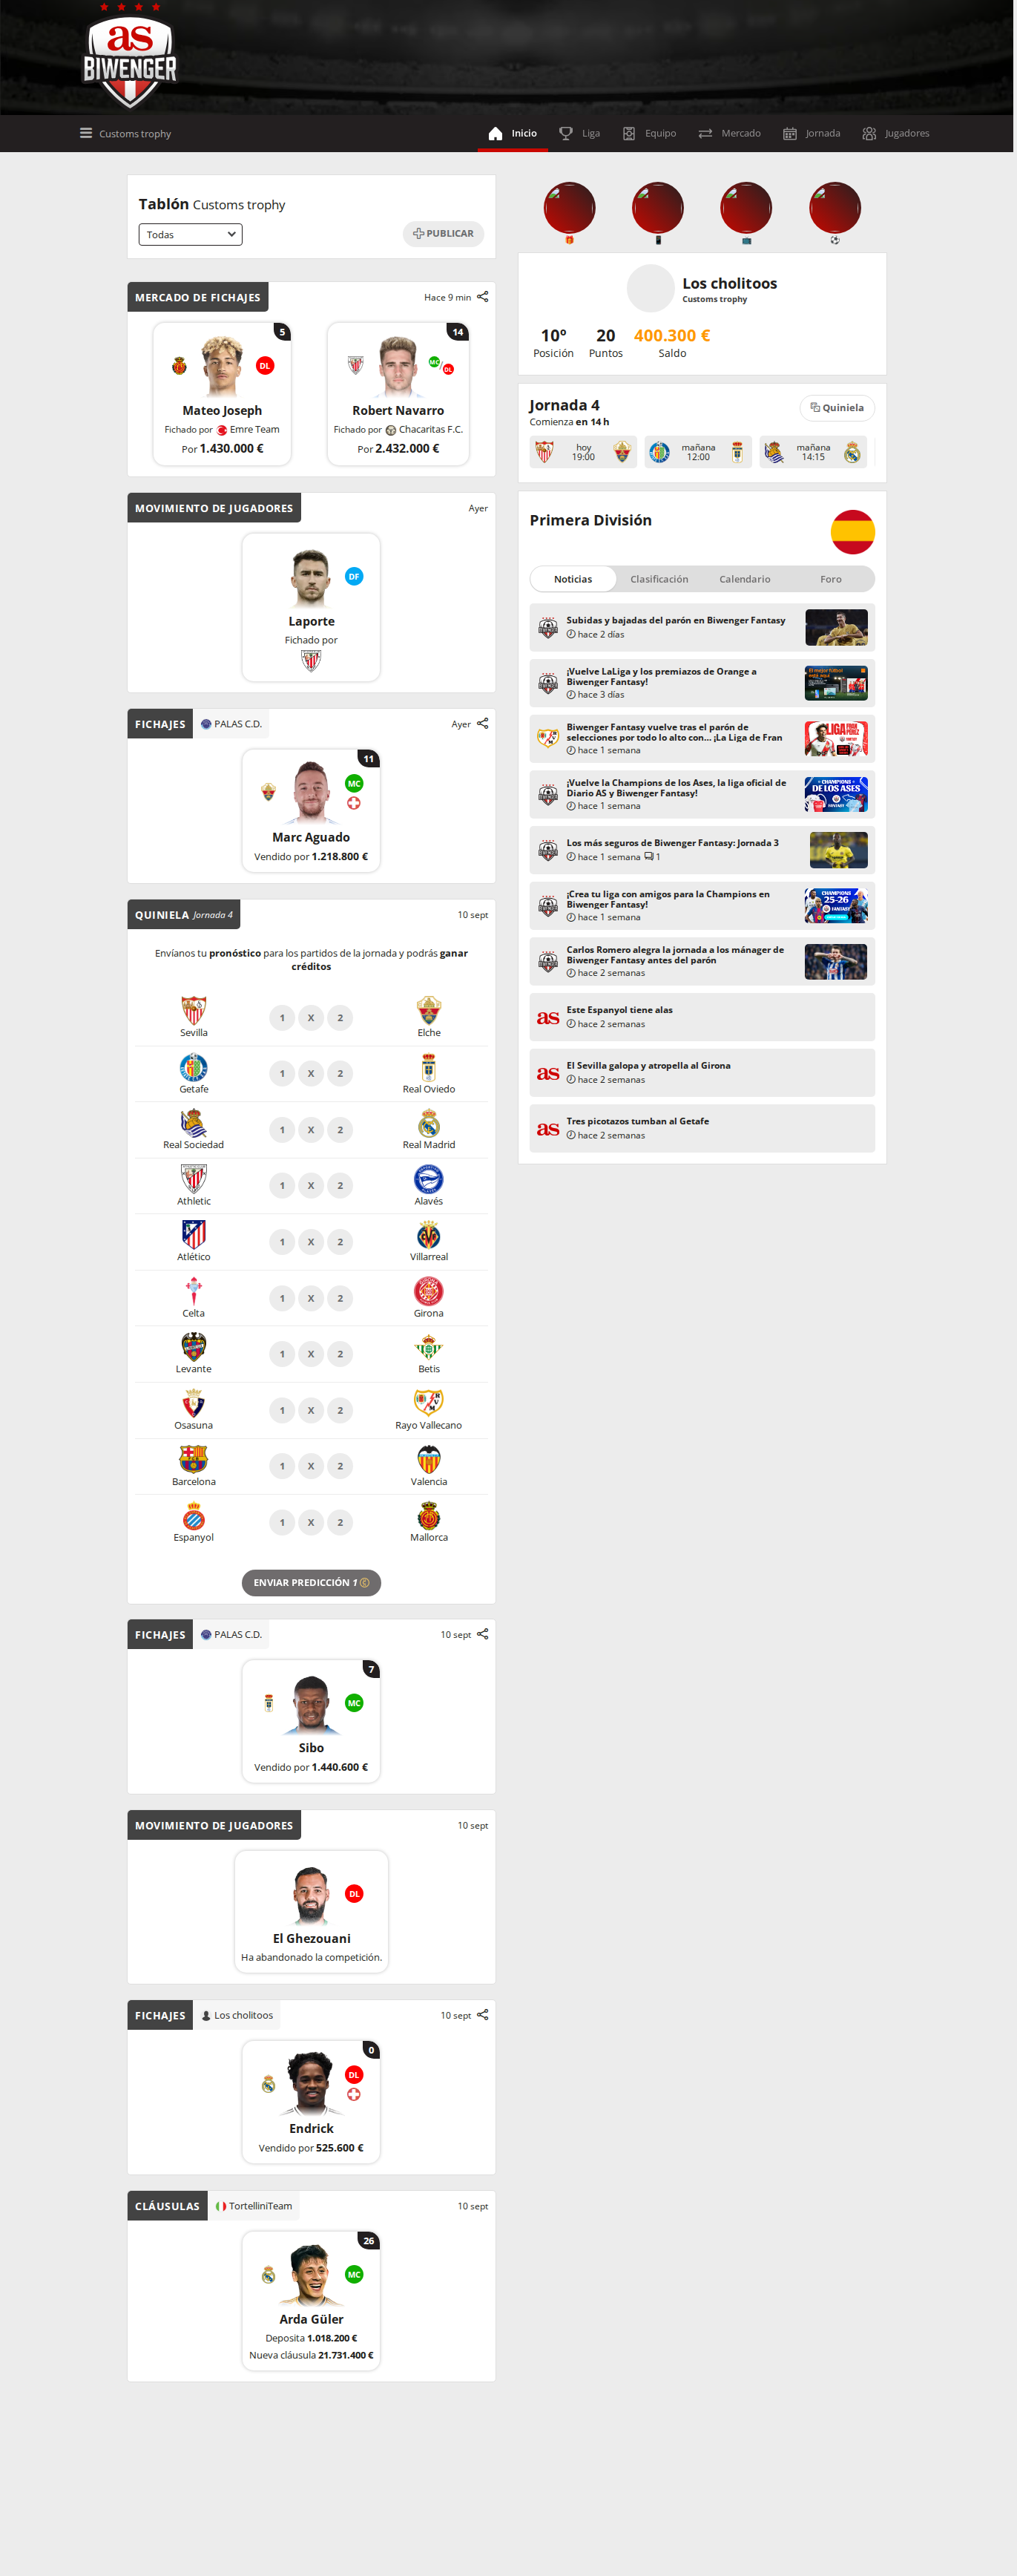 as
BIWENGER
Customs trophy
Inicio
Liga
Equipo
Mercado
Jornada
Jugadores
Tablón Customs trophy
Todas
PUBLICAR
MERCADO DE FICHAJES
Hace 9 min
5
DL
Mateo Joseph
Fichado por Emre Team
Por 1.430.000 €
14
MC/DL
Robert Navarro
Fichado por Chacaritas F.C.
Por 2.432.000 €
MOVIMIENTO DE JUGADORES
Ayer
DF
Laporte
Fichado por
FICHAJES
PALAS C.D.
Ayer
11
MC
Marc Aguado
Vendido por 1.218.800 €
QUINIELA Jornada 4
10 sept
Envíanos tu pronóstico para los partidos de la jornada y podrás ganar
créditos
Sevilla
1 X 2
Elche
Getafe
1 X 2
Real Oviedo
Real Sociedad
1 X 2
Real Madrid
Athletic
1 X 2
Alavés
Atlético
1 X 2
Villarreal
Celta
1 X 2
Girona
Levante
1 X 2
Betis
Osasuna
1 X 2
Rayo Vallecano
Barcelona
1 X 2
Valencia
Espanyol
1 X 2
Mallorca
ENVIAR PREDICCIÓN 1
FICHAJES
PALAS C.D.
10 sept
7
MC
Sibo
Vendido por 1.440.600 €
MOVIMIENTO DE JUGADORES
10 sept
DL
El Ghezouani
Ha abandonado la competición.
FICHAJES
Los cholitoos
10 sept
0
DL
Endrick
Vendido por 525.600 €
CLÁUSULAS
TortelliniTeam
10 sept
26
MC
Arda Güler
Deposita 1.018.200 €
Nueva cláusula 21.731.400 €
Los cholitoos
Customs trophy
10º
Posición
20
Puntos
400.300 €
Saldo
Jornada 4
Comienza en 14 h
Quiniela
hoy
19:00
mañana
12:00
mañana
14:15
Primera División
Noticias
Clasificación
Calendario
Foro
Subidas y bajadas del parón en Biwenger Fantasy
hace 2 días
¡Vuelve LaLiga y los premiazos de Orange a
Biwenger Fantasy!
hace 3 días
Biwenger Fantasy vuelve tras el parón de
selecciones por todo lo alto con... ¡La Liga de Fran
hace 1 semana
¡Vuelve la Champions de los Ases, la liga oficial de
Diario AS y Biwenger Fantasy!
hace 1 semana
CHAMPIONS
DE LOS ASES
Los más seguros de Biwenger Fantasy: Jornada 3
hace 1 semana 1
¡Crea tu liga con amigos para la Champions en
Biwenger Fantasy!
hace 1 semana
CHAMPIONS
25-26
FANTASY
Carlos Romero alegra la jornada a los mánager de
Biwenger Fantasy antes del parón
hace 2 semanas
as
Este Espanyol tiene alas
hace 2 semanas
as
El Sevilla galopa y atropella al Girona
hace 2 semanas
as
Tres picotazos tumban al Getafe
hace 2 semanas